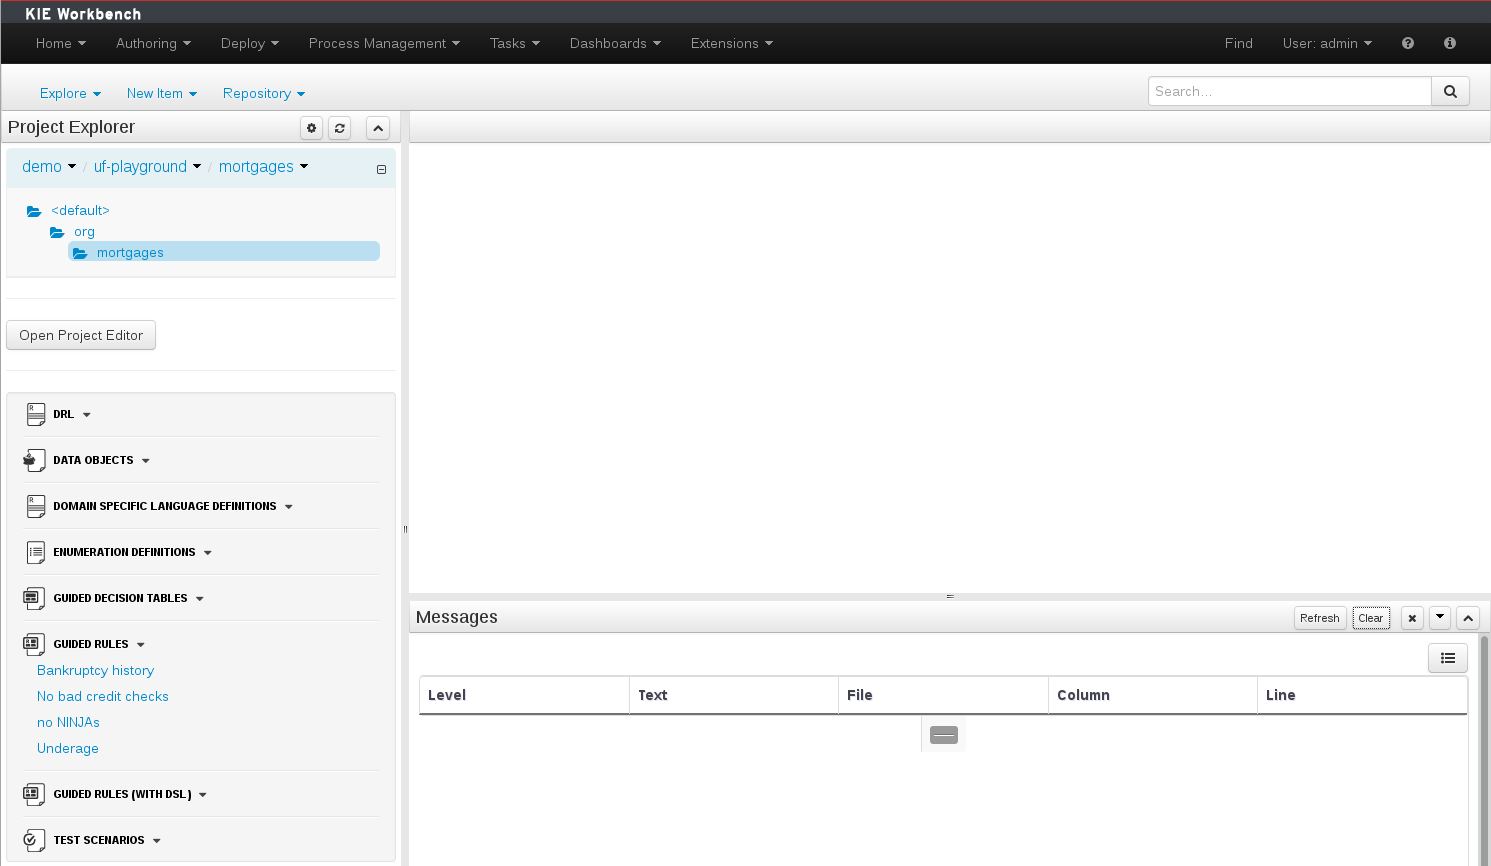 KIE Workbench
Home Authoring Deploy Process Management Tasks Dashboards Extensions Find User: admin
Explore New Item Repository Search...
Project Explorer
demo / uf-playground / mortgages
<default>
org
mortgages
Open Project Editor
DRL
DATA OBJECTS
DOMAIN SPECIFIC LANGUAGE DEFINITIONS
ENUMERATION DEFINITIONS
GUIDED DECISION TABLES
GUIDED RULES
Bankruptcy history
No bad credit checks
no NINJAs
Underage
GUIDED RULES (WITH DSL)
TEST SCENARIOS
Messages Refresh Clear
Level Text File Column Line